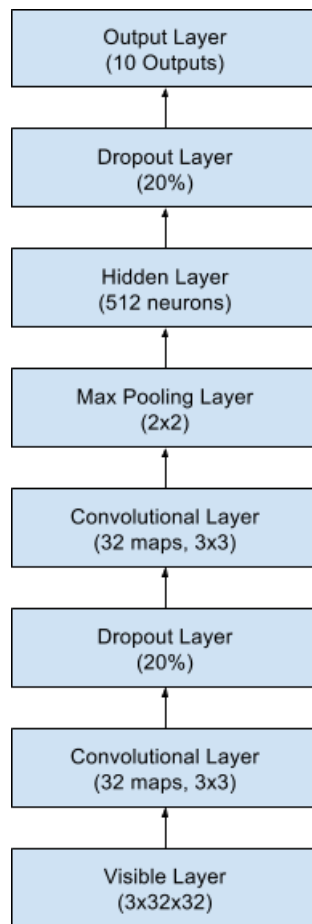 Output Layer
(10 Outputs)
Dropout Layer
(20%)
Hidden Layer
(512 neurons)
Max Pooling Layer
(2x2)
Convolutional Layer
(32 maps, 3x3)
Dropout Layer
(20%)
Convolutional Layer
(32 maps, 3x3)
Visible Layer
(3x32x32)